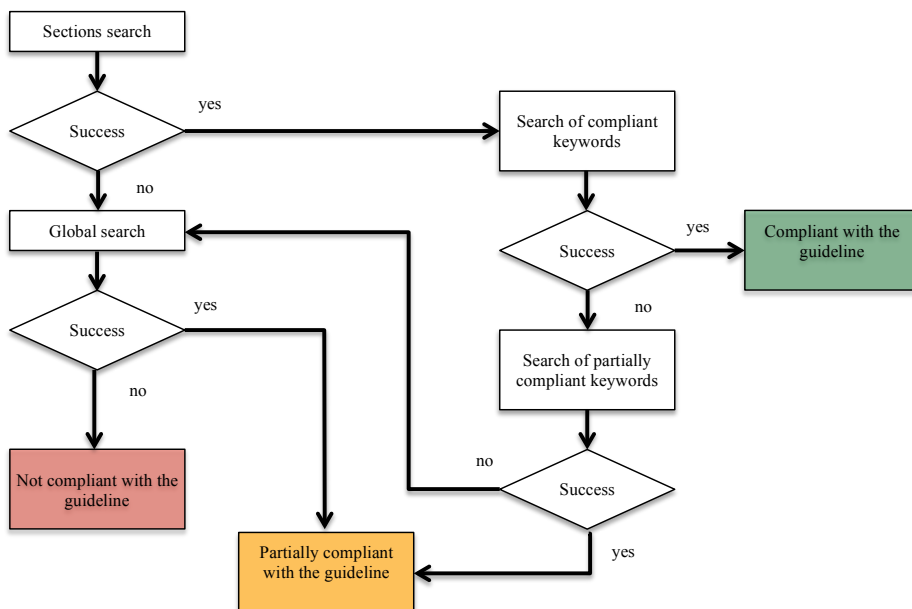 Sections search
yes
Success
Search of compliant
keywords
no
Global search
yes
Compliant with the
guideline
Success
yes
Success
no
Search of partially
compliant keywords
no
no
Success
Not compliant with the
guideline
Partially compliant
with the guideline
yes